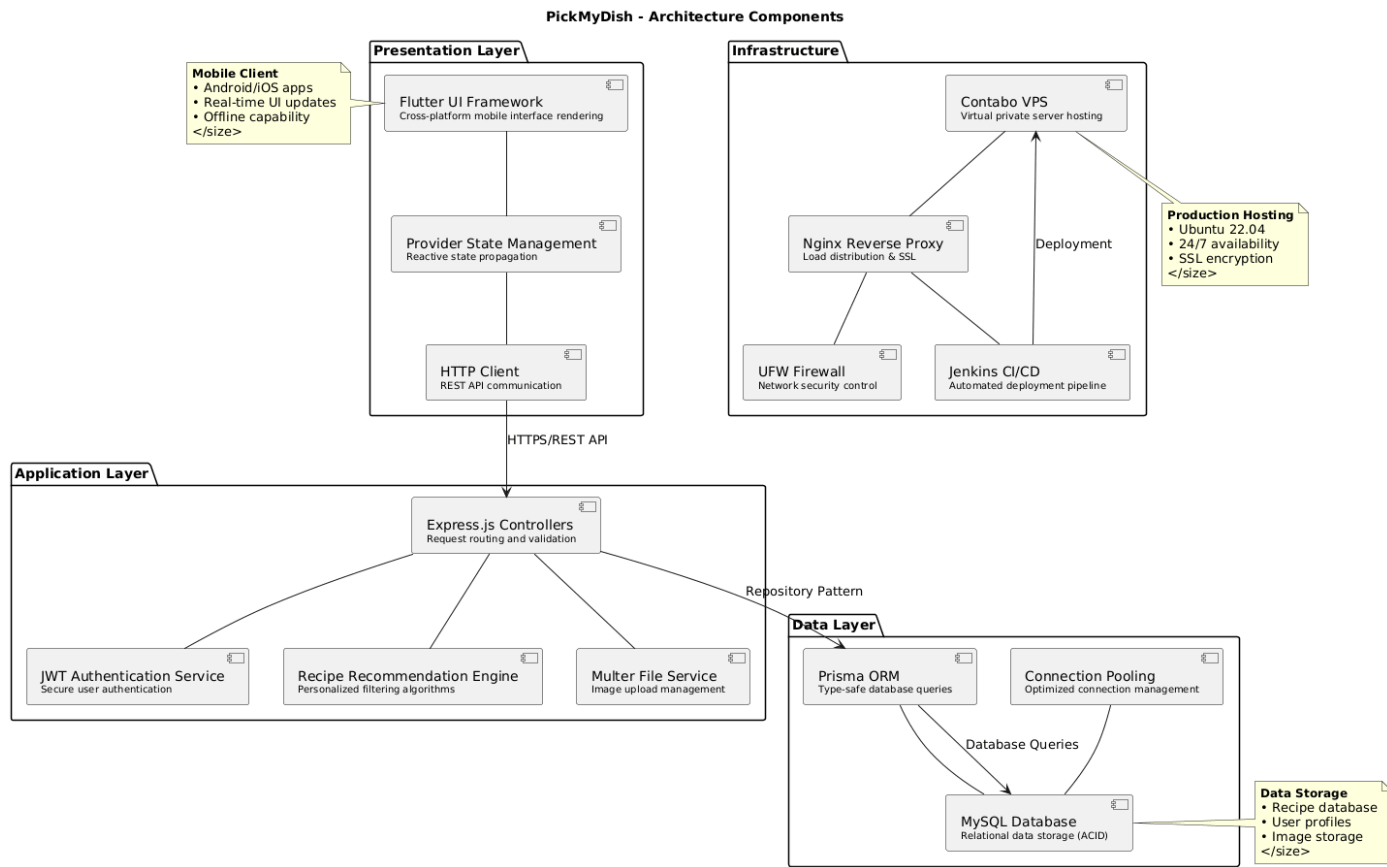 PickMyDish - Architecture Components
Presentation Layer
Mobile Client
• Android/iOS apps
• Real-time UI updates
• Offline capability
</size>
Flutter UI Framework
Cross-platform mobile interface rendering
Provider State Management
Reactive state propagation
HTTP Client
REST API communication
HTTPS/REST API
Infrastructure
Contabo VPS
Virtual private server hosting
Production Hosting
• Ubuntu 22.04
• 24/7 availability
• SSL encryption
</size>
Nginx Reverse Proxy
Load distribution & SSL
Deployment
UFW Firewall
Network security control
Jenkins CI/CD
Automated deployment pipeline
Application Layer
Express.js Controllers
Request routing and validation
Repository Pattern
JWT Authentication Service
Secure user authentication
Recipe Recommendation Engine
Personalized filtering algorithms
Multer File Service
Image upload management
Data Layer
Prisma ORM
Type-safe database queries
Connection Pooling
Optimized connection management
Database Queries
MySQL Database
Relational data storage (ACID)
Data Storage
• Recipe database
• User profiles
• Image storage
</size>